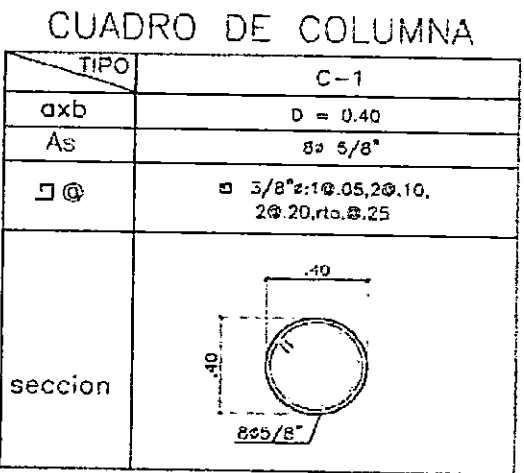 CUADRO DE COLUMNA
TIPO
C-1
axb
D = 0.40
As
8ø 5/8"
@
3/8"ø:1@.05,2@.10,
2@.20,rto.@.25
seccion
.40
.40
8ø5/8"